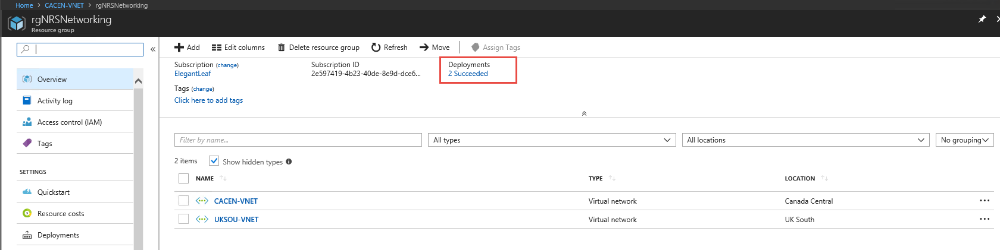 Home > CACEN-VNET > rgNRSNetworking
rgNRSNetworking
Resource group
Add Edit columns Delete resource group Refresh Move Assign Tags
Subscription (change)
ElegantLeaf
Subscription ID
2e597419-4b23-40de-8e9d-dce6...
Deployments
2 Succeeded
Tags (change)
Click here to add tags
Overview
Activity log
Access control (IAM)
Tags
SETTINGS
Quickstart
Resource costs
Deployments
Filter by name... All types All locations No grouping
2 items Show hidden types
NAME TYPE LOCATION
CACEN-VNET Virtual network Canada Central
UKSOU-VNET Virtual network UK South